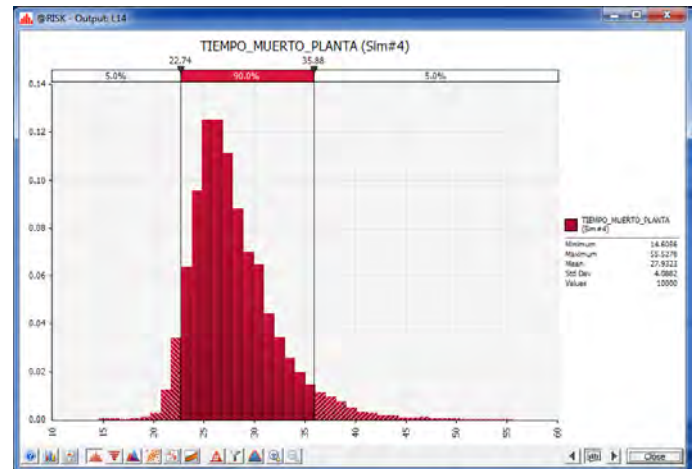 @RISK - Output: L14
TIEMPO_MUERTO_PLANTA (Sim#4)
22.74 35.88
5.0% 90.0% 5.0%
0.14
0.12
0.10
0.08
0.06
0.04
0.02
0.00
10 15 20 25 30 35 40 45 50 55 60
TIEMPO_MUERTO_PLANTA
(Sim#4)
Minimum 14.6086
Maximum 55.5276
Mean 27.9323
Std Dev 4.0882
Values 10000
Close